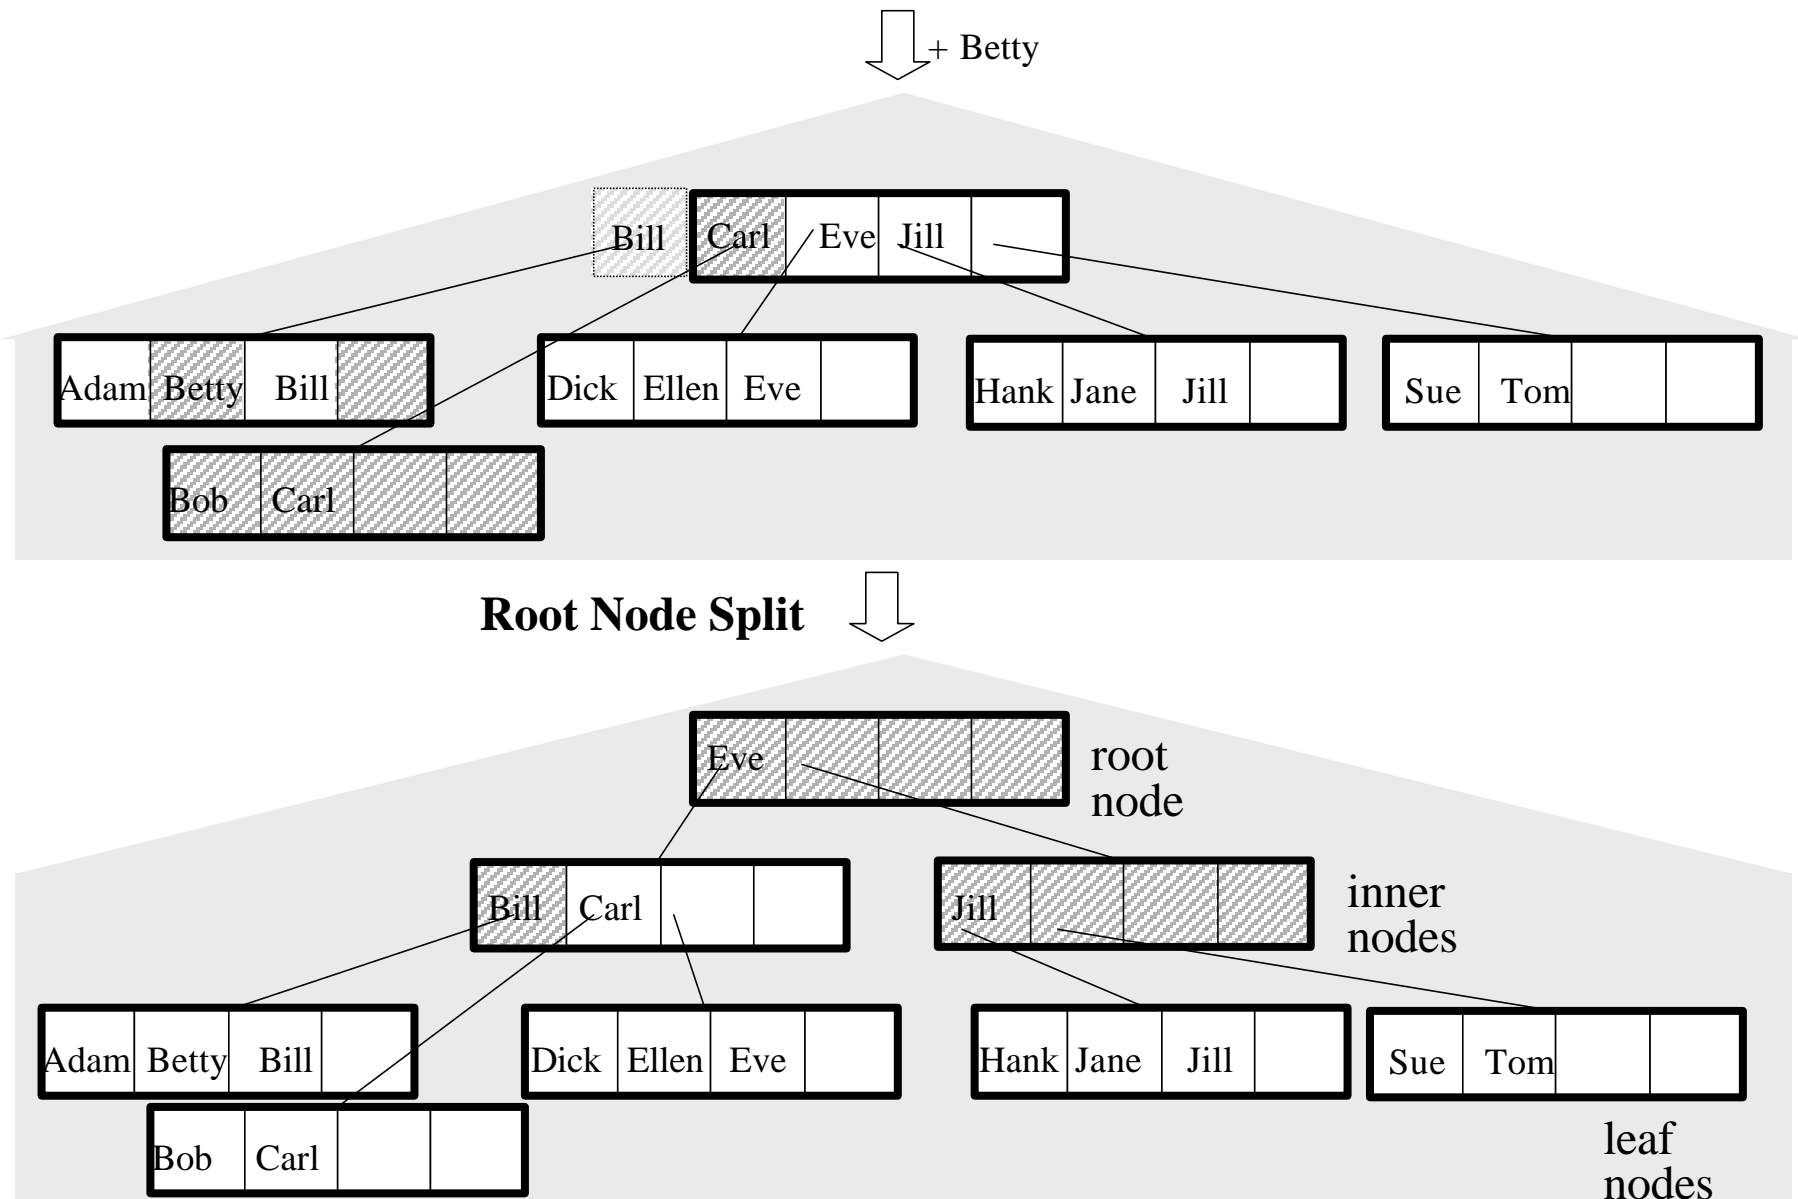 + Betty
Bill Carl Eve Jill
Adam Betty Bill Dick Ellen Eve Hank Jane Jill Sue Tom
Bob Carl
Root Node Split
Eve
root
node
Bill Carl Jill
inner
nodes
Adam Betty Bill Dick Ellen Eve Hank Jane Jill Sue Tom
Bob Carl
leaf
nodes